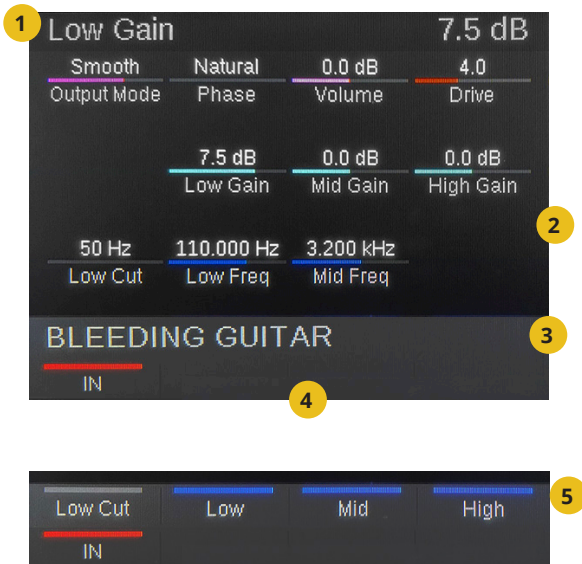 1
Low Gain 7.5 dB
Smooth Natural 0.0 dB 4.0
Output Mode Phase Volume Drive
7.5 dB 0.0 dB 0.0 dB
Low Gain Mid Gain High Gain
2
50 Hz 110.000 Hz 3.200 kHz
Low Cut Low Freq Mid Freq
BLEEDING GUITAR
3
IN
4
Low Cut Low Mid High
5
IN